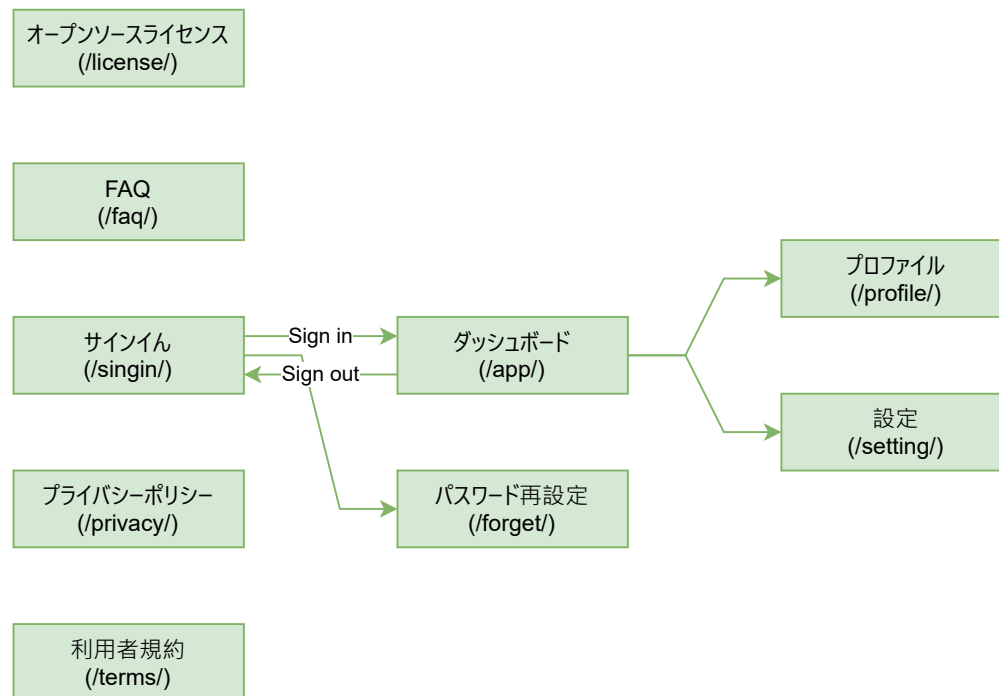 オープンソースライセンス
(/license/)
FAQ
(/faq/)
プロファイル
(/profile/)
サインイん
(/singin/)
Sign in
Sign out
ダッシュボード
(/app/)
設定
(/setting/)
プライバシーポリシー
(/privacy/)
パスワード再設定
(/forget/)
利用者規約
(/terms/)